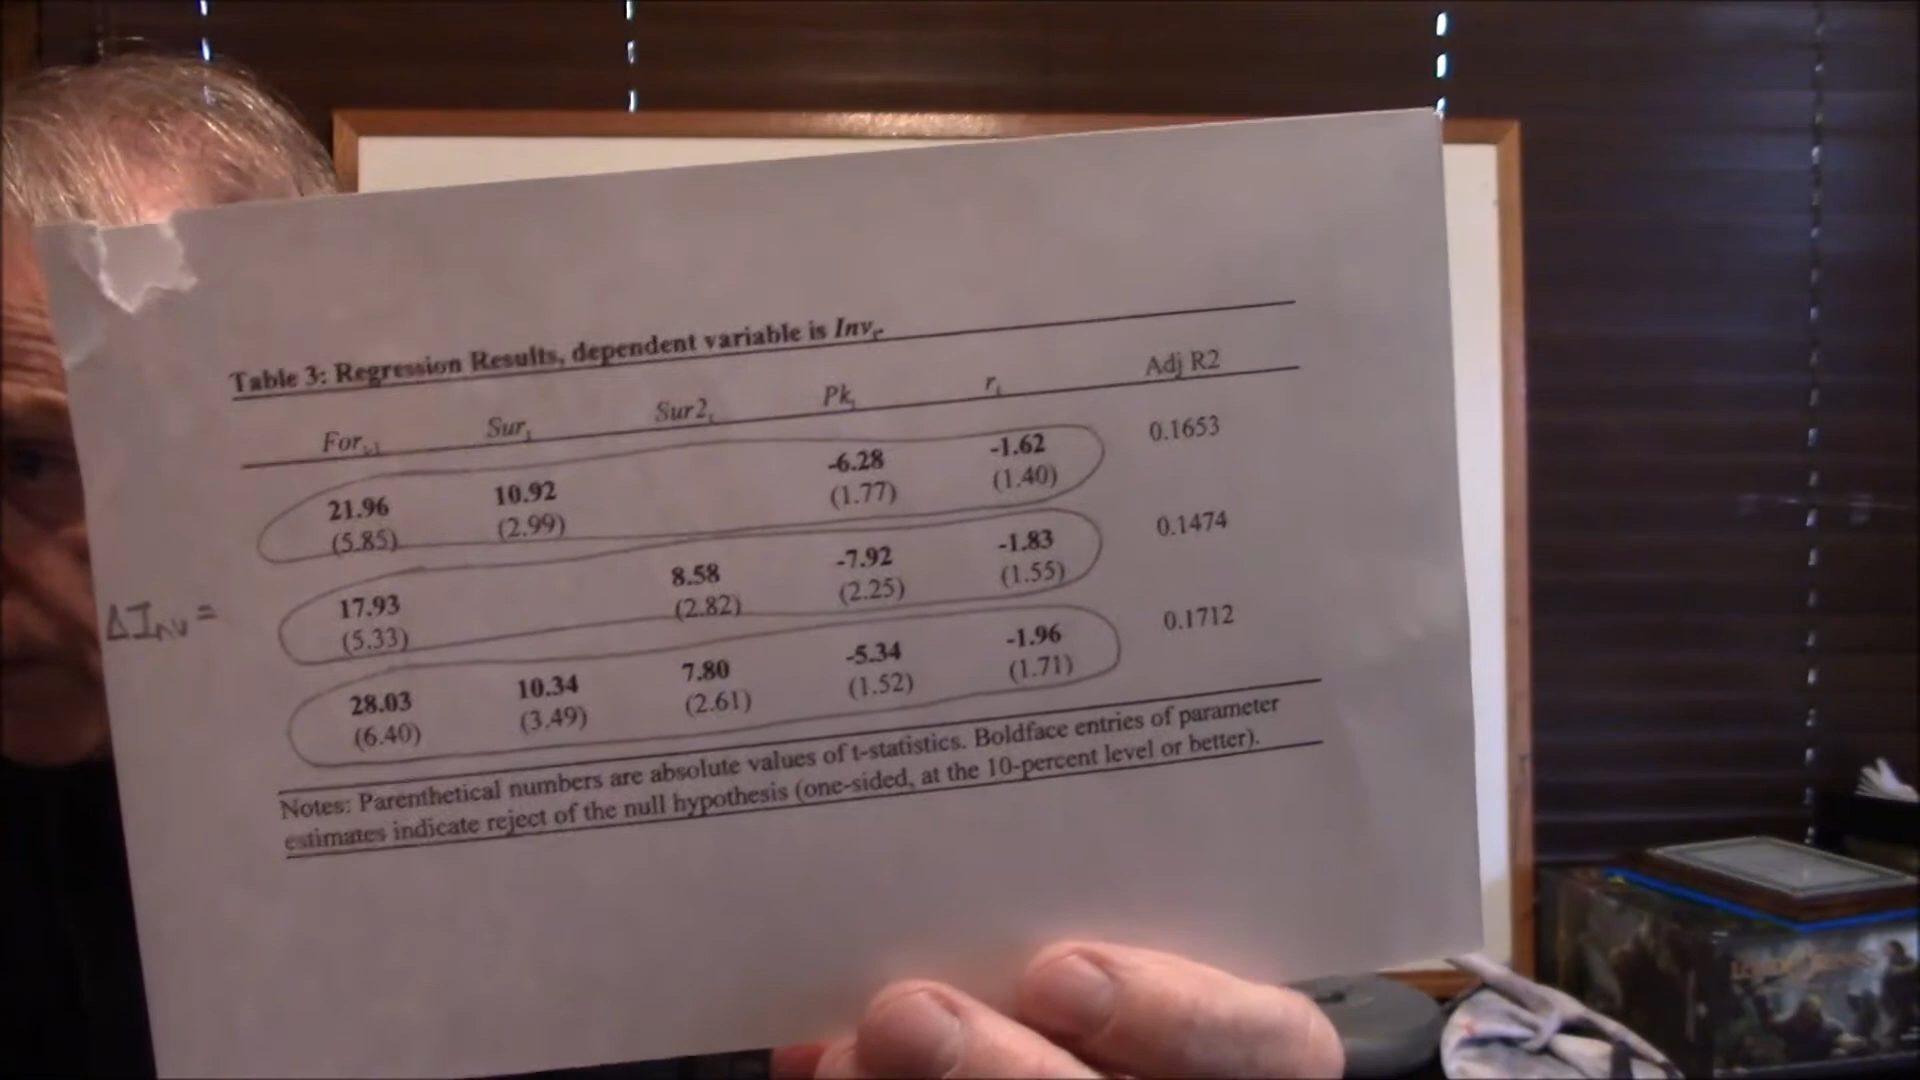 Table 3: Regression Results, dependent variable is Inv
For t-1 Sur t Sur2 t Pk t r t Adj R2
21.96 10.92 -6.28 -1.62 0.1653
(5.85) (2.99) (1.77) (1.40)
17.93 8.58 -7.92 -1.83 0.1474
(5.33) (2.82) (2.25) (1.55)
ΔInv =
28.03 10.34 7.80 -5.34 -1.96 0.1712
(6.40) (3.49) (2.61) (1.52) (1.71)
Notes: Parenthetical numbers are absolute values of t-statistics. Boldface entries of parameter
estimates indicate reject of the null hypothesis (one-sided, at the 10-percent level or better).